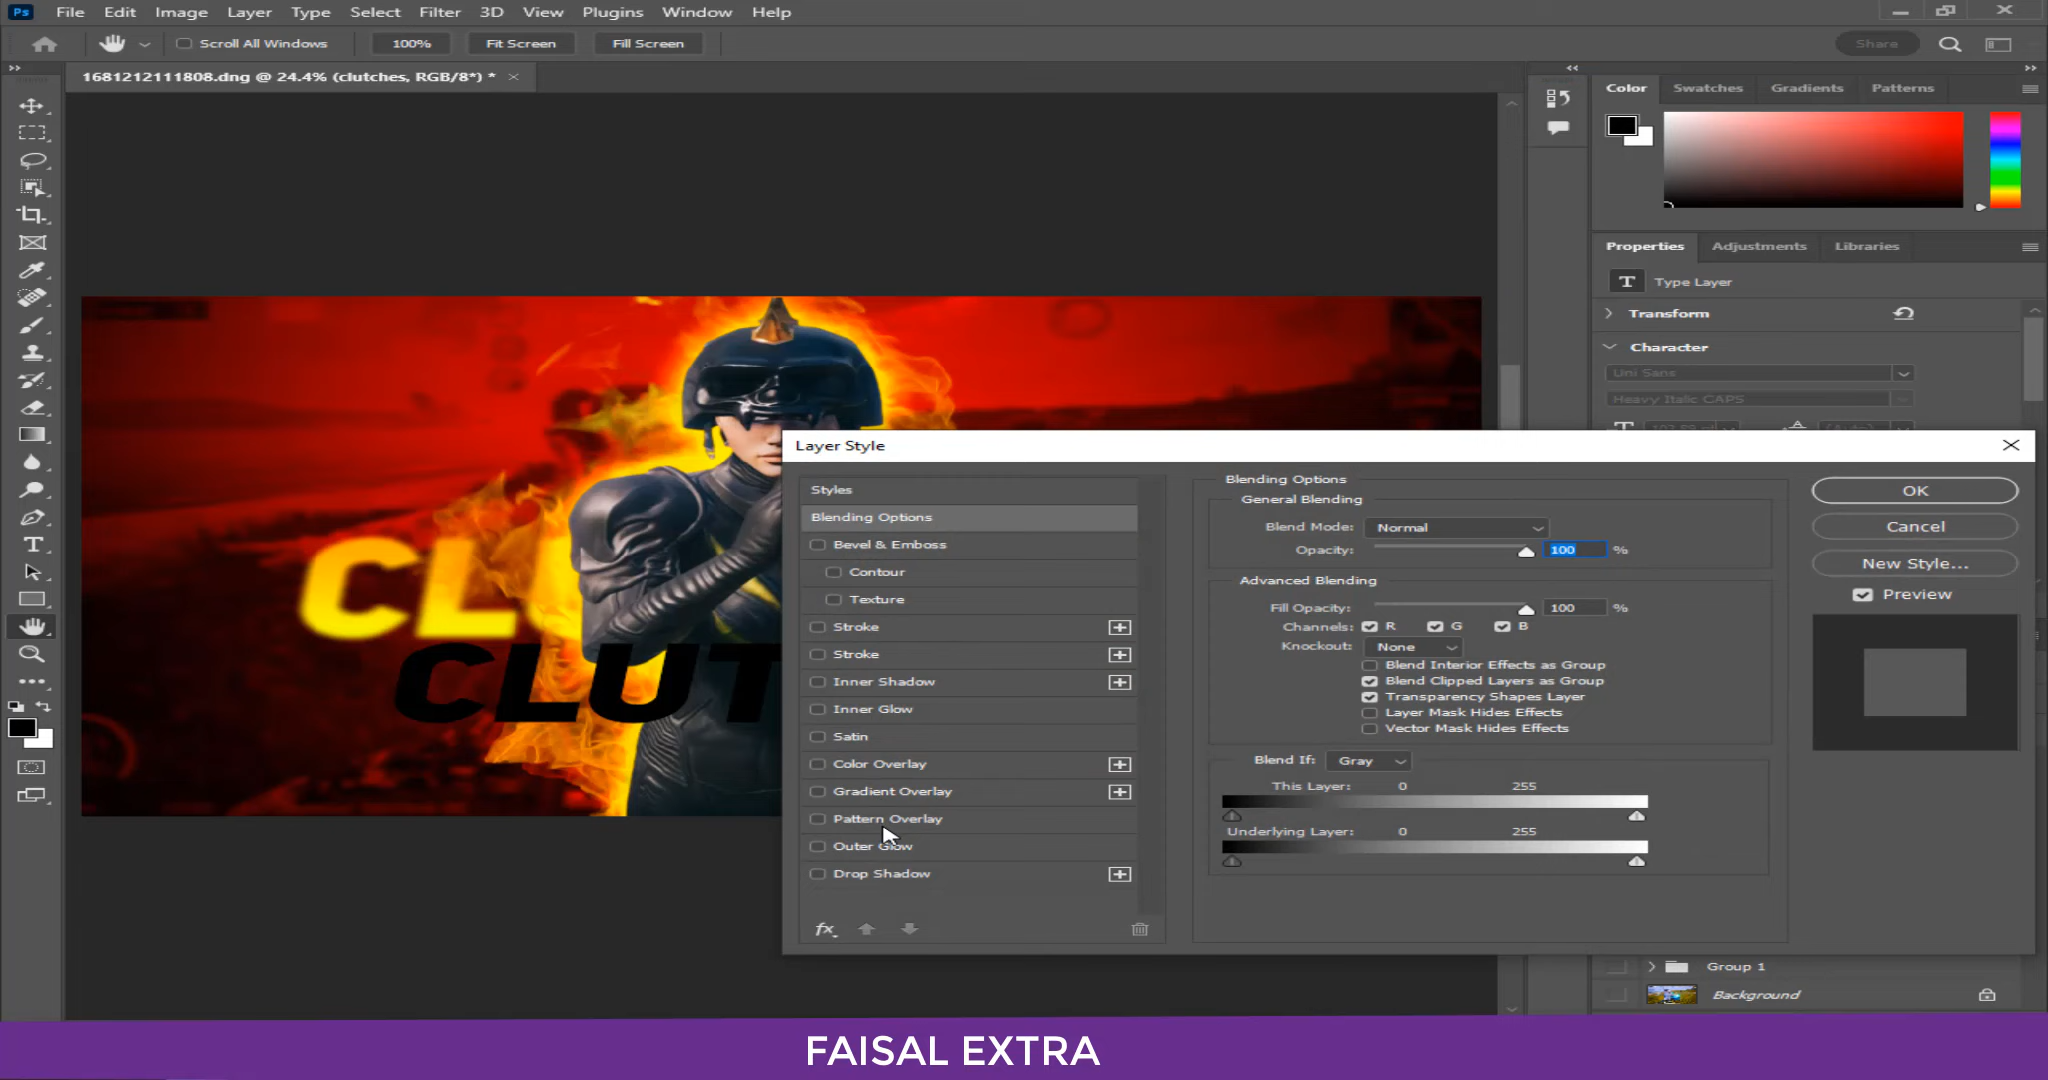 Ps File Edit Image Layer Type Select Filter 3D View Plugins Window Help
Scroll All Windows 100% Fit Screen Fill Screen Share
1681212111808.dng @ 24.4% (clutches, RGB/8*) *
Color Swatches Gradients Patterns
Properties Adjustments Libraries
T Type Layer
Transform
Character
Uni Sans
Heavy Italic CAPS
CLU
CLUT
Layer Style
Styles
Blending Options
Bevel & Emboss
Contour
Texture
Stroke
Stroke
Inner Shadow
Inner Glow
Satin
Color Overlay
Gradient Overlay
Pattern Overlay
Outer Glow
Drop Shadow
fx
Blending Options
General Blending
Blend Mode: Normal
Opacity: 100 %
Advanced Blending
Fill Opacity: 100 %
Channels: R G B
Knockout: None
Blend Interior Effects as Group
Blend Clipped Layers as Group
Transparency Shapes Layer
Layer Mask Hides Effects
Vector Mask Hides Effects
Blend If: Gray
This Layer: 0 255
Underlying Layer: 0 255
OK
Cancel
New Style...
Preview
Group 1
Background
FAISAL EXTRA